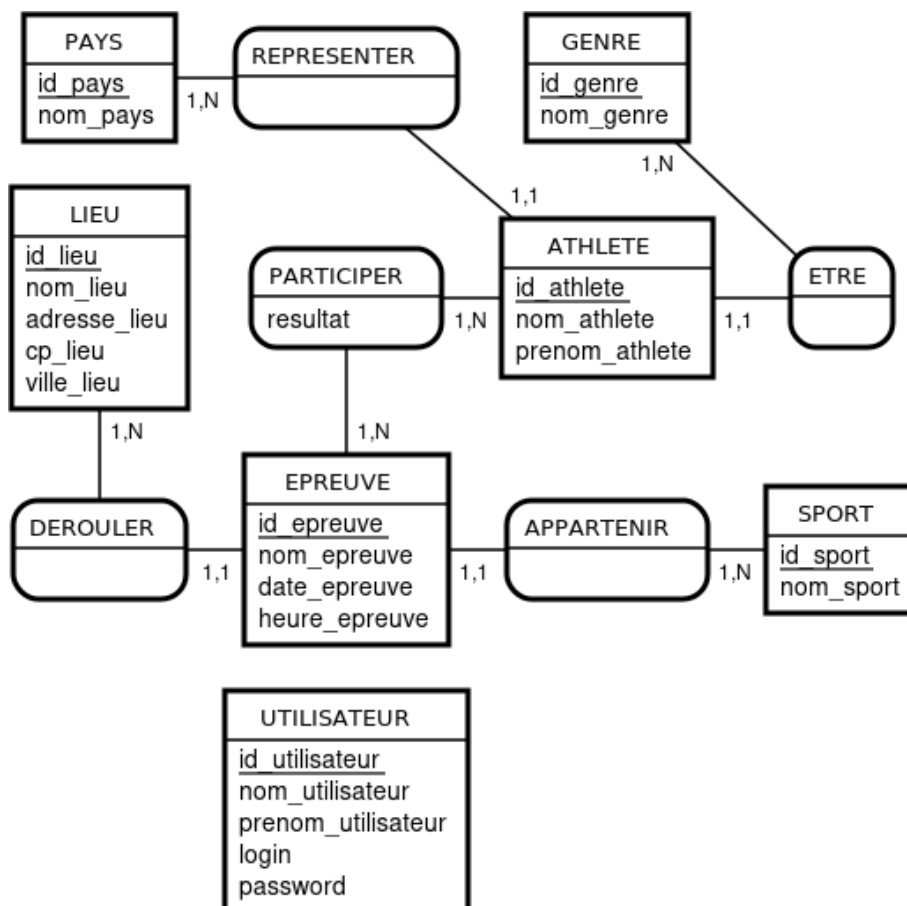 PAYS
id_pays
nom_pays
1,N
REPRESENTER
GENRE
id_genre
nom_genre
1,N
1,1
LIEU
id_lieu
nom_lieu
adresse_lieu
cp_lieu
ville_lieu
1,N
PARTICIPER
resultat
1,N
1,N
ATHLETE
id_athlete
nom_athlete
prenom_athlete
1,1
ETRE
DEROULER
1,1
EPREUVE
id_epreuve
nom_epreuve
date_epreuve
heure_epreuve
1,1
APPARTENIR
1,N
SPORT
id_sport
nom_sport
UTILISATEUR
id_utilisateur
nom_utilisateur
prenom_utilisateur
login
password